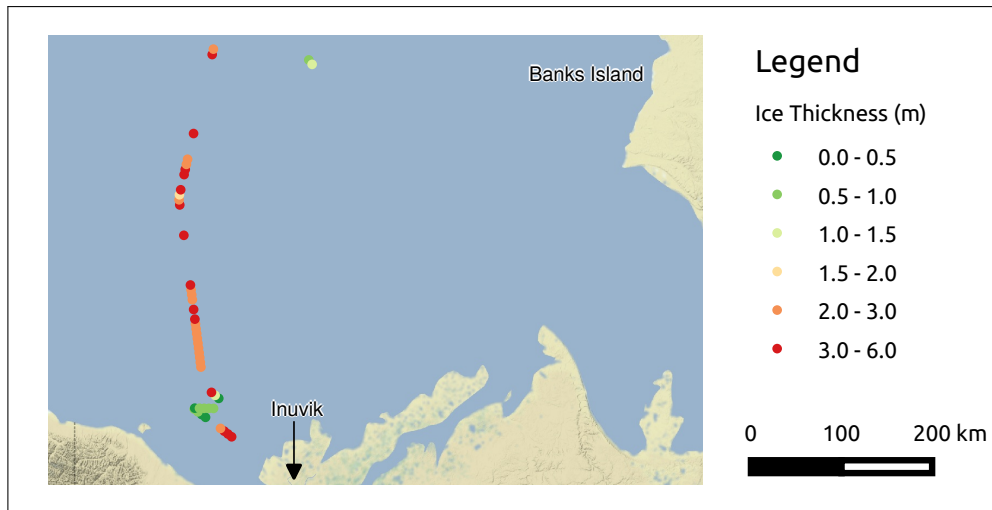 Banks Island
Inuvik
Legend
Ice Thickness (m)
0.0 - 0.5
0.5 - 1.0
1.0 - 1.5
1.5 - 2.0
2.0 - 3.0
3.0 - 6.0
0 100 200 km